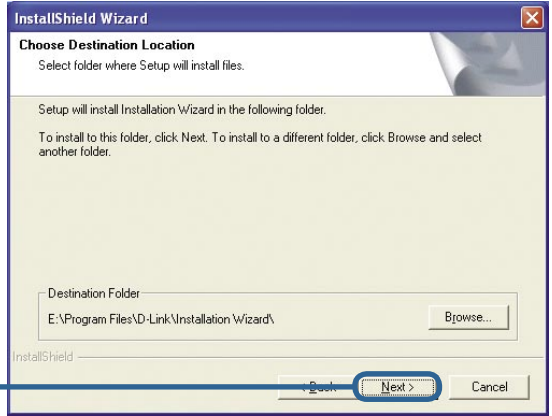 InstallShield Wizard
Choose Destination Location
Select folder where Setup will install files.
Setup will install Installation Wizard in the following folder.
To install to this folder, click Next. To install to a different folder, click Browse and select
another folder.
Destination Folder
E:\Program Files\D-Link\Installation Wizard\
Browse...
InstallShield
< Back
Next >
Cancel